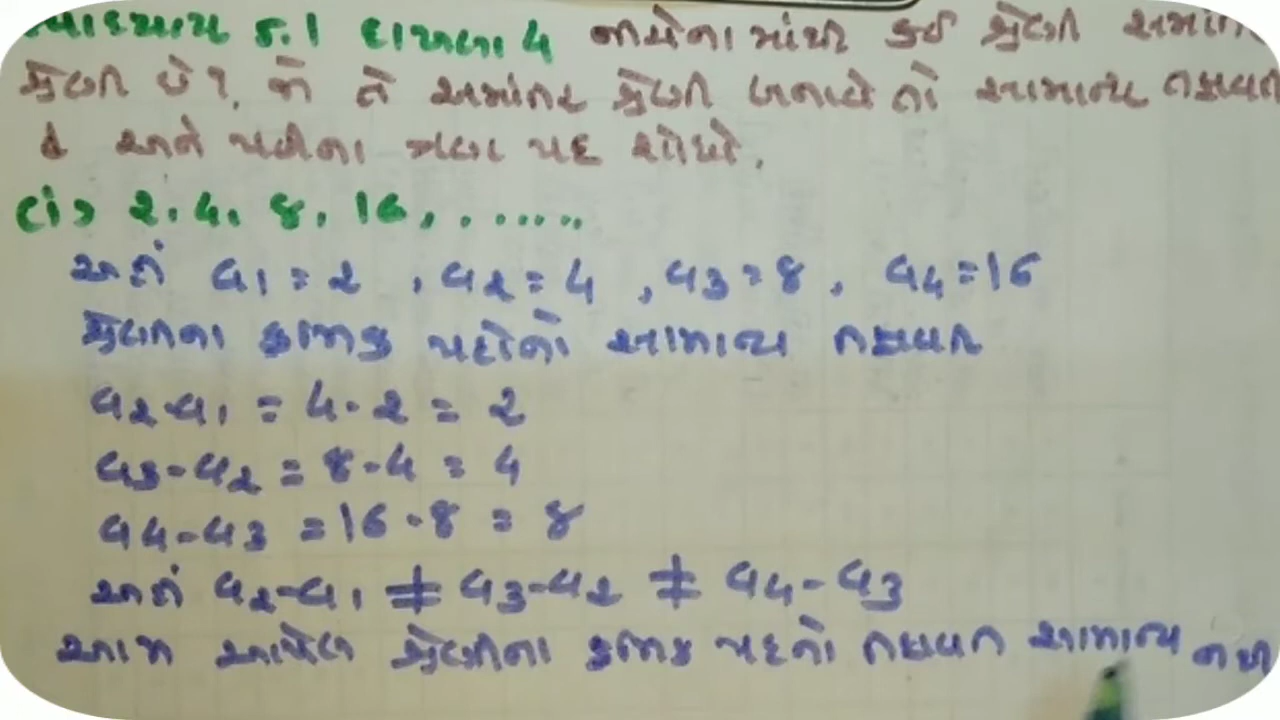 સ્વાધ્યાય 5.1 દાખલા 4 નીચેનામાંથી કઈ શ્રેણી સમાંતર
શ્રેણી છે?, જો તે સમાંતર શ્રેણી બનાવે તો સામાન્ય તફાવત
d અને પછીના ત્રણ પદ શોધો.
(i) 2, 4, 8, 16, .......
અહીં a1 = 2 , a2 = 4 , a3 = 8 , a4 = 16
શ્રેણીના ક્રમિક પદોનો સામાન્ય તફાવત
a2-a1 = 4-2 = 2
a3-a2 = 8-4 = 4
a4-a3 = 16-8 = 8
અહીં a2-a1 ≠ a3-a2 ≠ a4-a3
આમ આપેલ શ્રેણીના ક્રમિક પદનો તફાવત સામાન્ય નથી